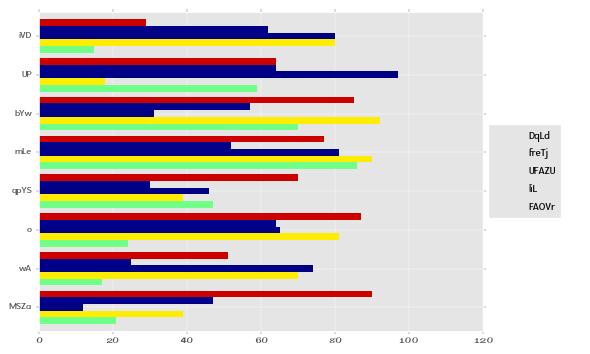 iVD
UP
bYw
mLe
qpYS
o
wA
MSZa
0 20 40 60 80 100 120
DqLd
freTj
UFAZU
liL
FAOVr